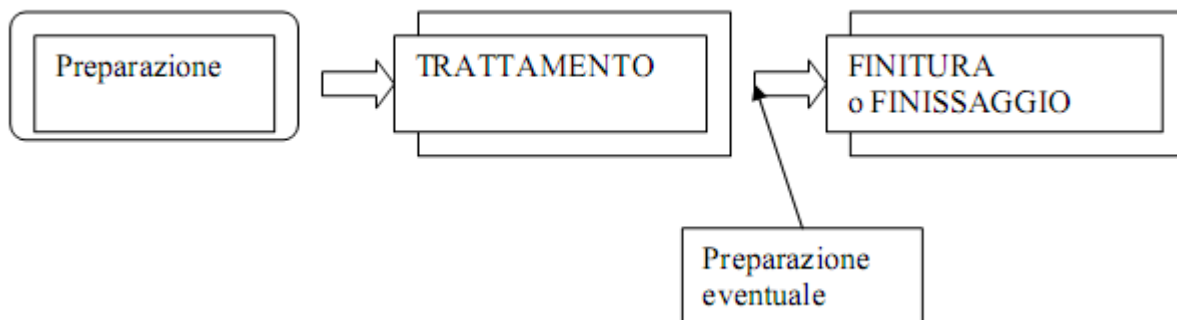 Preparazione
TRATTAMENTO
FINITURA
o FINISSAGGIO
Preparazione
eventuale